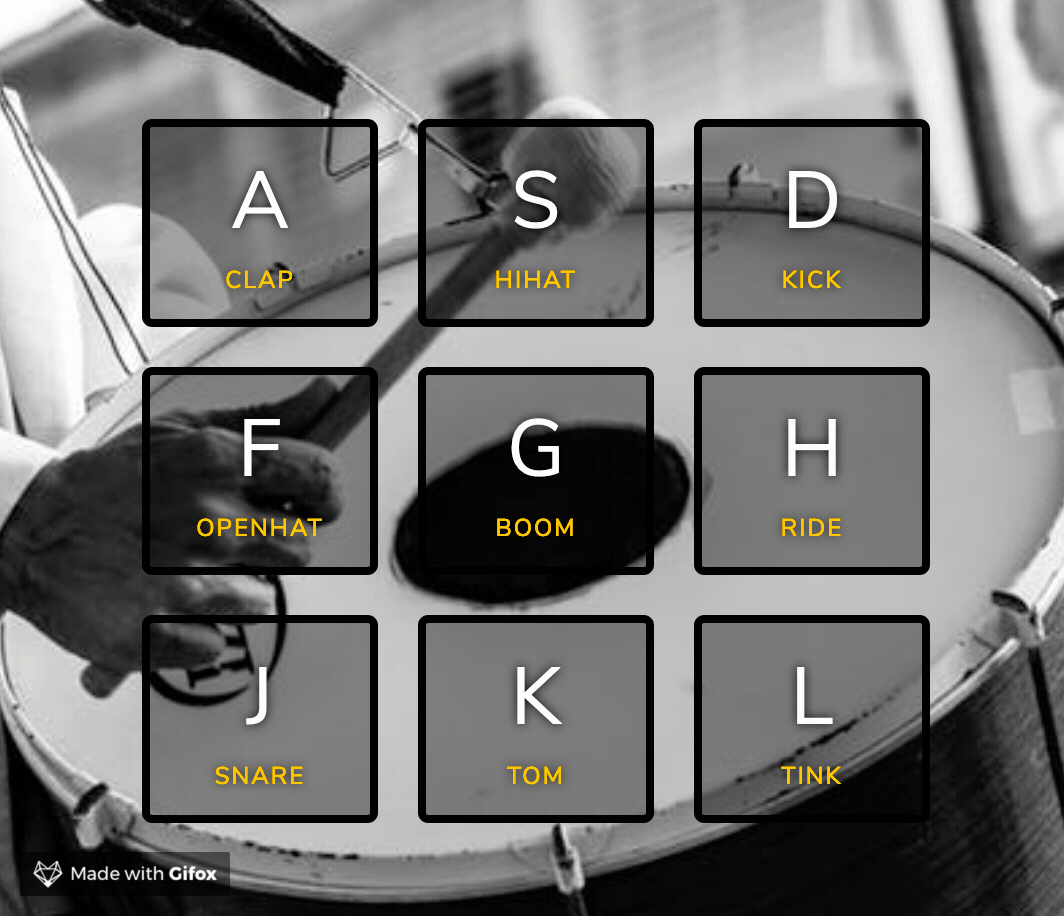 A
CLAP
S
HIHAT
D
KICK
F
OPENHAT
G
BOOM
H
RIDE
J
SNARE
K
TOM
L
TINK
Made with Gifox